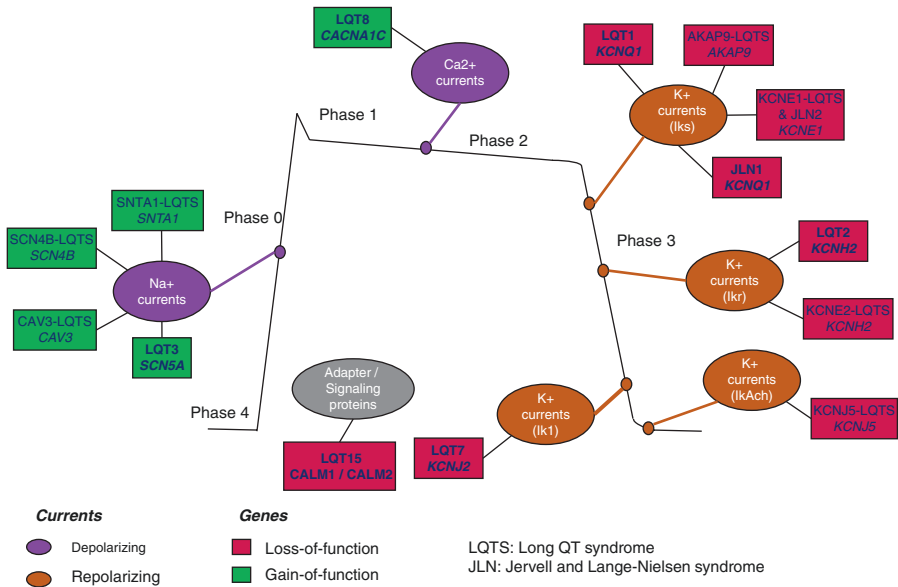 LQT8
CACNA1C
Ca2+
currents
LQT1
KCNQ1
AKAP9-LQTS
AKAP9
K+
currents
(Iks)
KCNE1-LQTS
& JLN2
KCNE1
JLN1
KCNQ1
Phase 1
Phase 2
SNTA1-LQTS
SNTA1
Phase 0
SCN4B-LQTS
SCN4B
Na+
currents
CAV3-LQTS
CAV3
LQT3
SCN5A
Phase 3
LQT2
KCNH2
K+
currents
(Ikr)
KCNE2-LQTS
KCNH2
Adapter /
Signaling
proteins
Phase 4
K+
currents
(Ik1)
K+
currents
(IkAch)
KCNJ5-LQTS
KCNJ5
LQT15
CALM1 / CALM2
LQT7
KCNJ2
Currents
Genes
Depolarizing
Loss-of-function
Repolarizing
Gain-of-function
LQTS: Long QT syndrome
JLN: Jervell and Lange-Nielsen syndrome